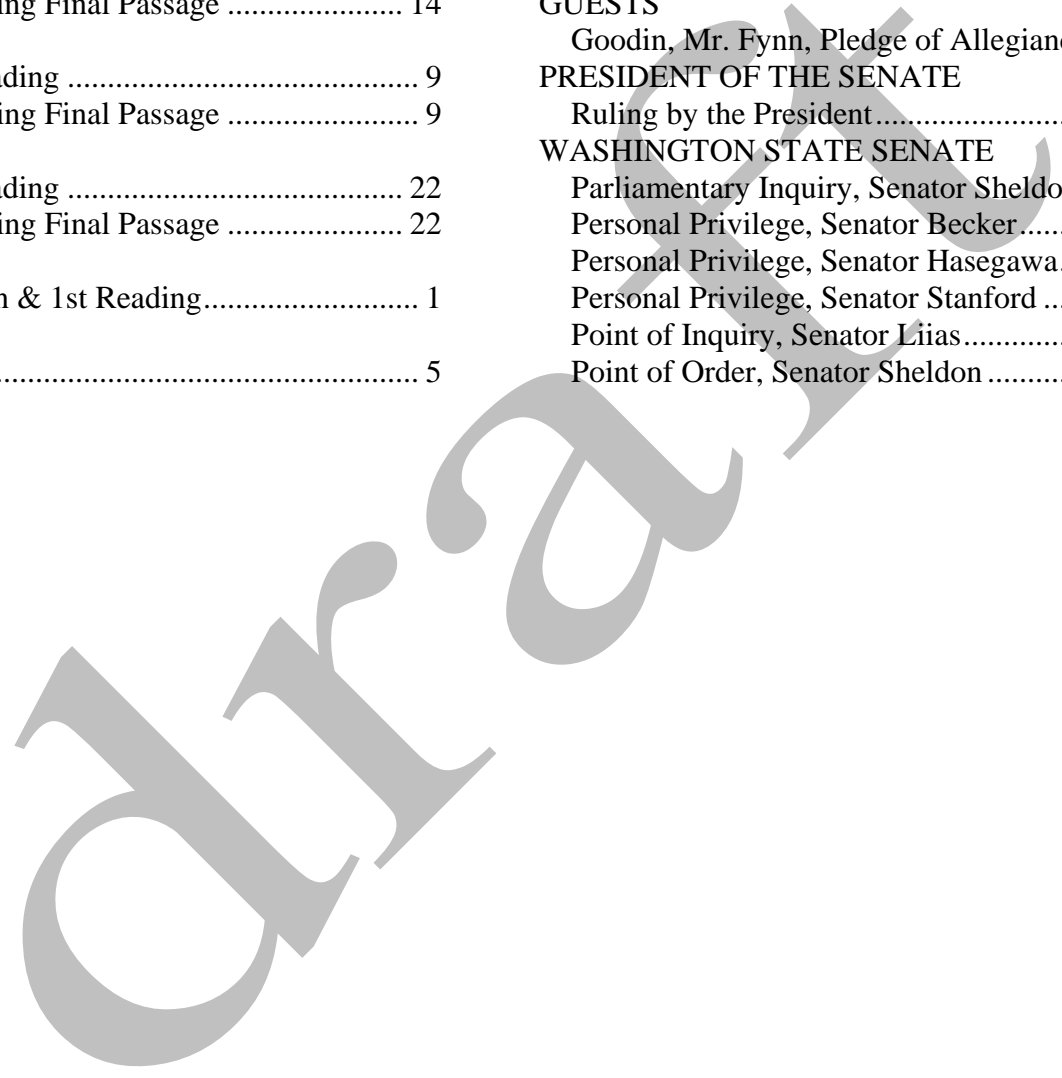 ing Final Passage ...................... 14
ading ............................................ 9
ing Final Passage ........................ 9
ading .......................................... 22
ing Final Passage ...................... 22
n & 1st Reading........................... 1
..................................................... 5
GUESTS
Goodin, Mr. Fynn, Pledge of Allegianc
PRESIDENT OF THE SENATE
Ruling by the President........................
WASHINGTON STATE SENATE
Parliamentary Inquiry, Senator Sheldo
Personal Privilege, Senator Becker.....
Personal Privilege, Senator Hasegawa.
Personal Privilege, Senator Stanford ...
Point of Inquiry, Senator Liias............
Point of Order, Senator Sheldon ..........
draft